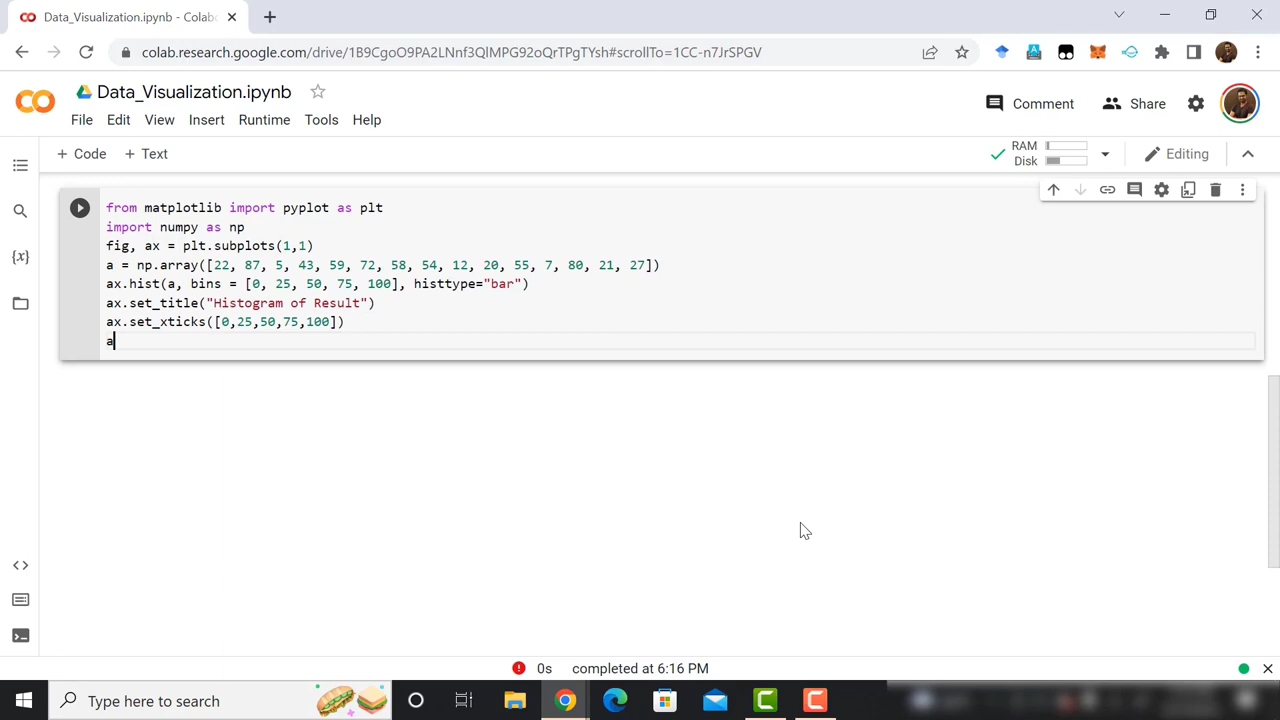 Data_Visualization.ipynb - Colab
colab.research.google.com/drive/1B9CgoO9PA2LNnf3QlMPG92oQrTPgTYsh#scrollTo=1CC-n7JrSPGV
Data_Visualization.ipynb
Comment
Share
File Edit View Insert Runtime Tools Help
+ Code + Text
RAM
Disk
Editing
from matplotlib import pyplot as plt
import numpy as np
fig, ax = plt.subplots(1,1)
a = np.array([22, 87, 5, 43, 59, 72, 58, 54, 12, 20, 55, 7, 80, 21, 27])
ax.hist(a, bins = [0, 25, 50, 75, 100], histtype="bar")
ax.set_title("Histogram of Result")
ax.set_xticks([0,25,50,75,100])
a
{x}
0s completed at 6:16 PM
Type here to search